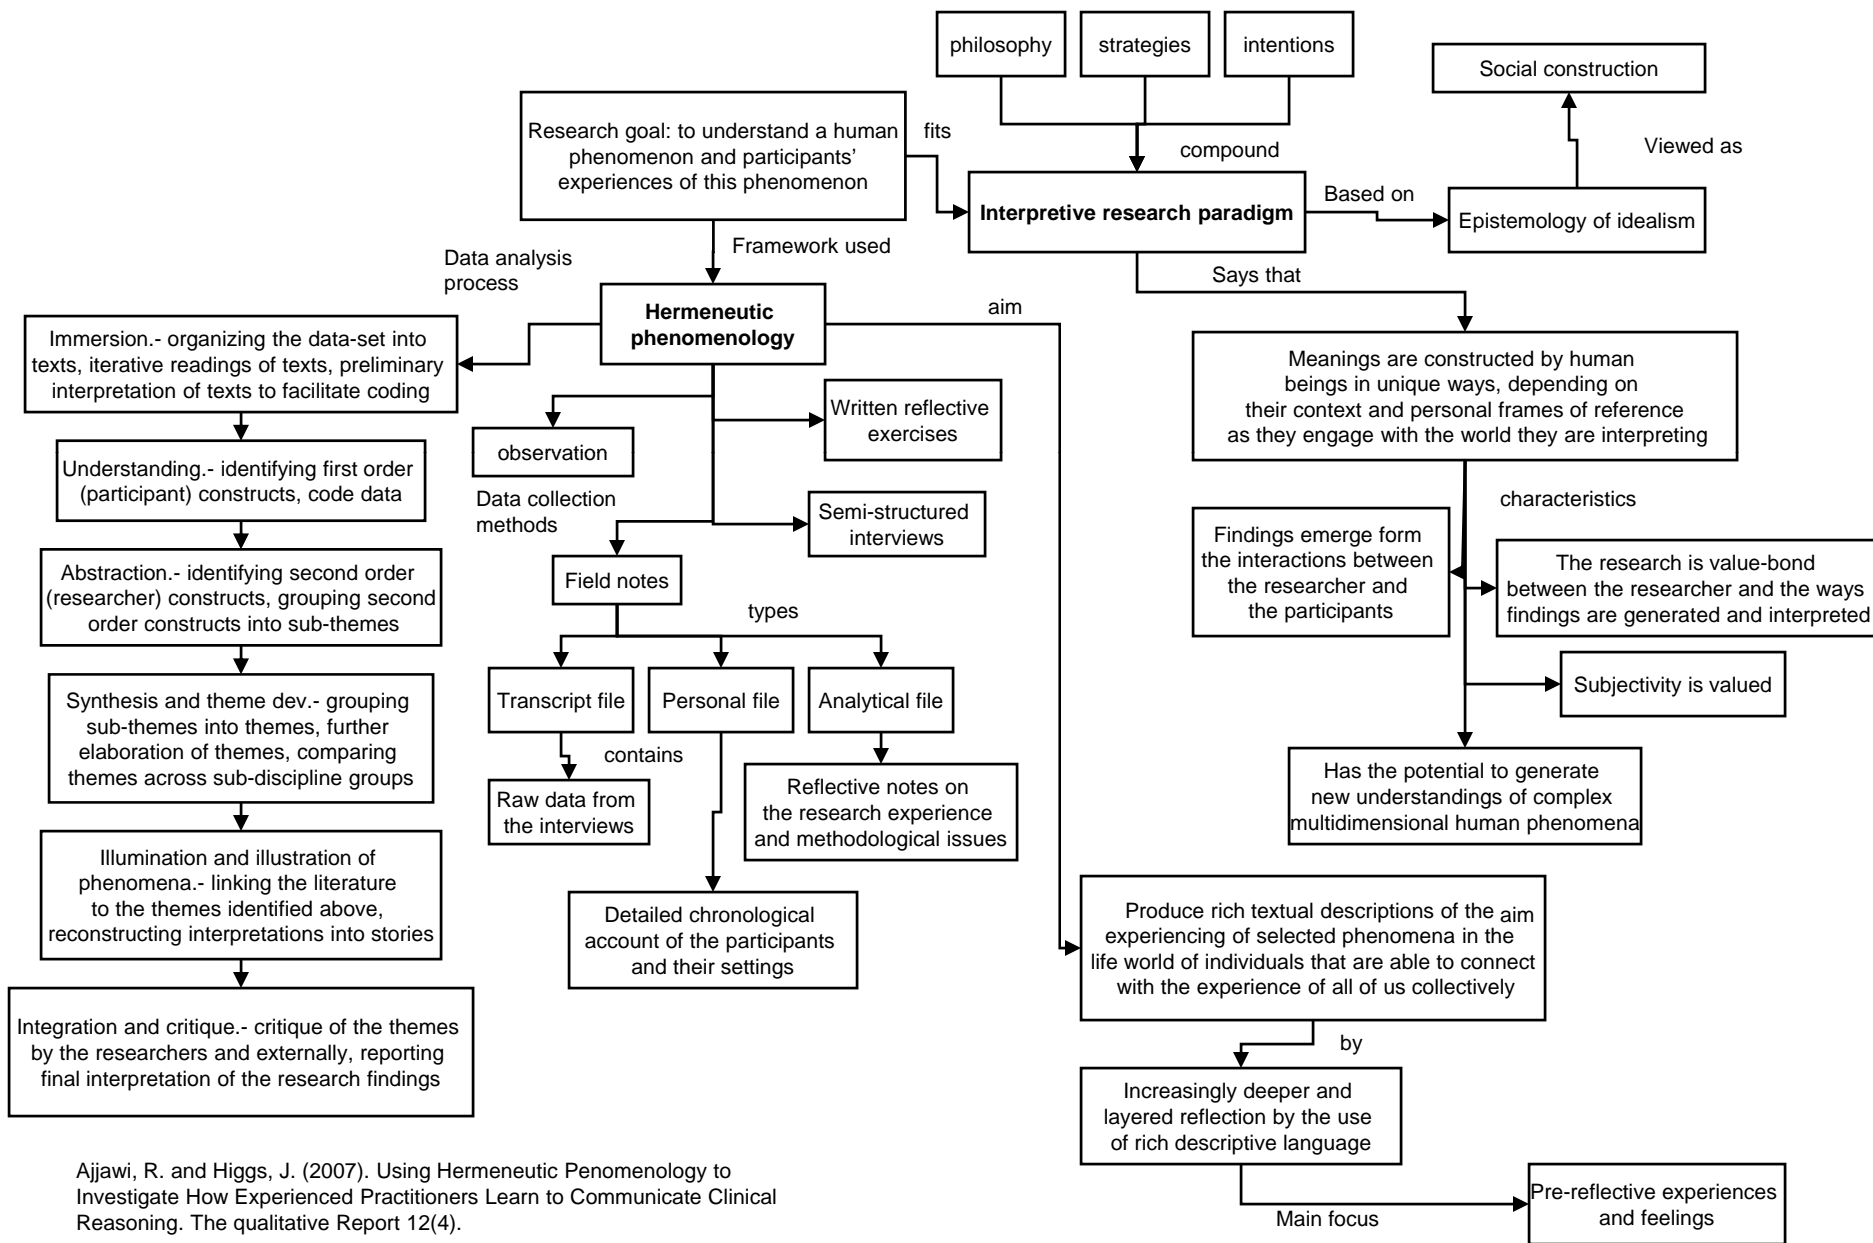 philosophy
strategies
intentions
Social construction
Research goal: to understand a human
phenomenon and participants'
experiences of this phenomenon
fits
compound
Viewed as
Interpretive research paradigm
Based on
Epistemology of idealism
Data analysis
process
Framework used
Says that
Hermeneutic
phenomenology
aim
Immersion.- organizing the data-set into
texts, iterative readings of texts, preliminary
interpretation of texts to facilitate coding
Meanings are constructed by human
beings in unique ways, depending on
their context and personal frames of reference
as they engage with the world they are interpreting
observation
Written reflective
exercises
Understanding.- identifying first order
(participant) constructs, code data
Data collection
methods
Semi-structured
interviews
characteristics
Findings emerge form
the interactions between
the researcher and
the participants
The research is value-bond
between the researcher and the ways
findings are generated and interpreted
Abstraction.- identifying second order
(researcher) constructs, grouping second
order constructs into sub-themes
Field notes
types
Synthesis and theme dev.- grouping
sub-themes into themes, further
elaboration of themes, comparing
themes across sub-discipline groups
Transcript file
Personal file
Analytical file
Subjectivity is valued
contains
Raw data from
the interviews
Reflective notes on
the research experience
and methodological issues
Has the potential to generate
new understandings of complex
multidimensional human phenomena
Illumination and illustration of
phenomena.- linking the literature
to the themes identified above,
reconstructing interpretations into stories
Detailed chronological
account of the participants
and their settings
Produce rich textual descriptions of the
experiencing of selected phenomena in the
life world of individuals that are able to connect
with the experience of all of us collectively
aim
Integration and critique.- critique of the themes
by the researchers and externally, reporting
final interpretation of the research findings
by
Increasingly deeper and
layered reflection by the use
of rich descriptive language
Main focus
Pre-reflective experiences
and feelings
Ajjawi, R. and Higgs, J. (2007). Using Hermeneutic Penomenology to
Investigate How Experienced Practitioners Learn to Communicate Clinical
Reasoning. The qualitative Report 12(4).